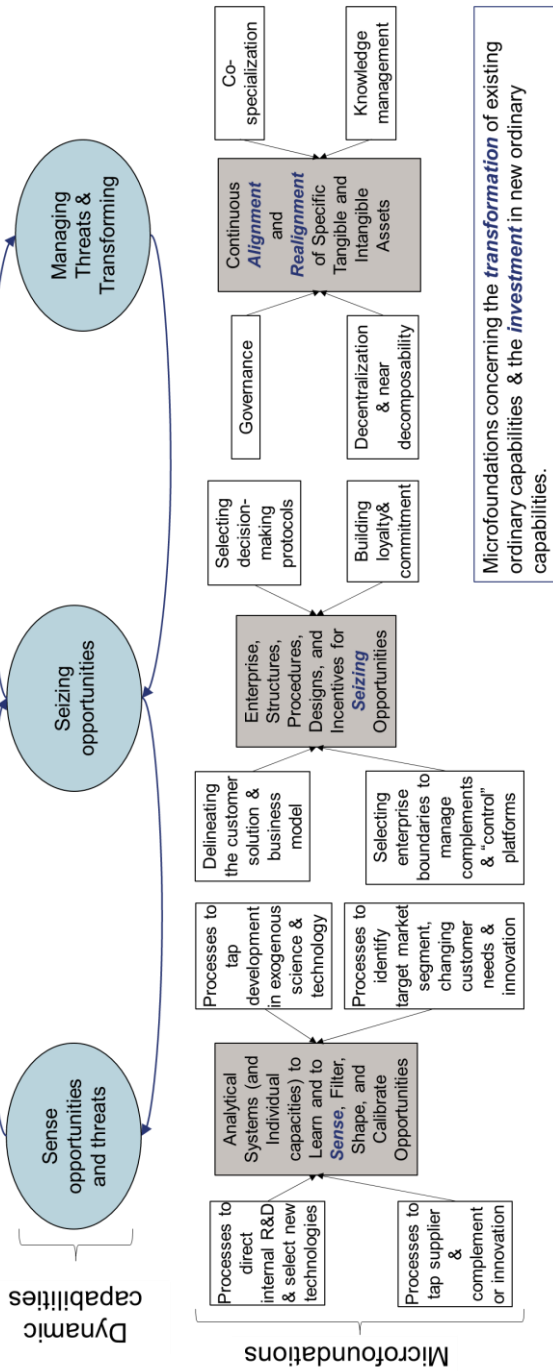 Dynamic
capabilities
Sense
opportunities
and threats
Seizing
opportunities
Managing
Threats &
Transforming
Microfoundations
Processes to
direct
internal R&D
& select new
technologies
Processes to
tap supplier
&
complement
or innovation
Analytical
Systems (and
Individual
capacities) to
Learn and to
Sense, Filter,
Shape, and
Calibrate
Opportunities
Processes to
tap
development
in exogenous
science &
technology
Processes to
identify
target market
segment,
changing
customer
needs &
innovation
Delineating
the customer
solution &
business
model
Selecting
enterprise
boundaries to
manage
complements
& “control”
platforms
Enterprise,
Structures,
Procedures,
Designs, and
Incentives for
Seizing
Opportunities
Selecting
decision-
making
protocols
Building
loyalty&
commitment
Governance
Decentralization
& near
decomposability
Continuous
Alignment
and
Realignment
of Specific
Tangible and
Intangible
Assets
Co-
specialization
Knowledge
management
Microfoundations concerning the transformation of existing
ordinary capabilities & the investment in new ordinary
capabilities.